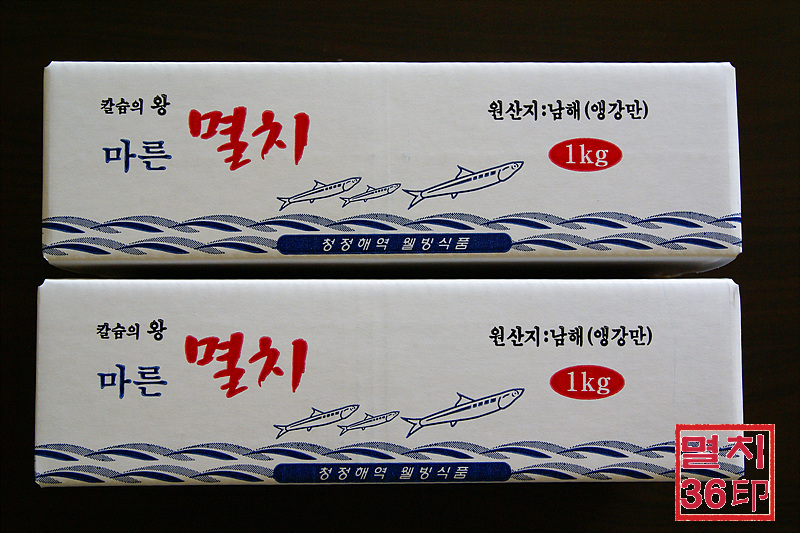 칼슘의 왕
마른 멸치
원산지:남해(앵강만)
1kg
청정해역 웰빙식품
칼슘의 왕
마른 멸치
원산지:남해(앵강만)
1kg
청정해역 웰빙식품
멸치
36印